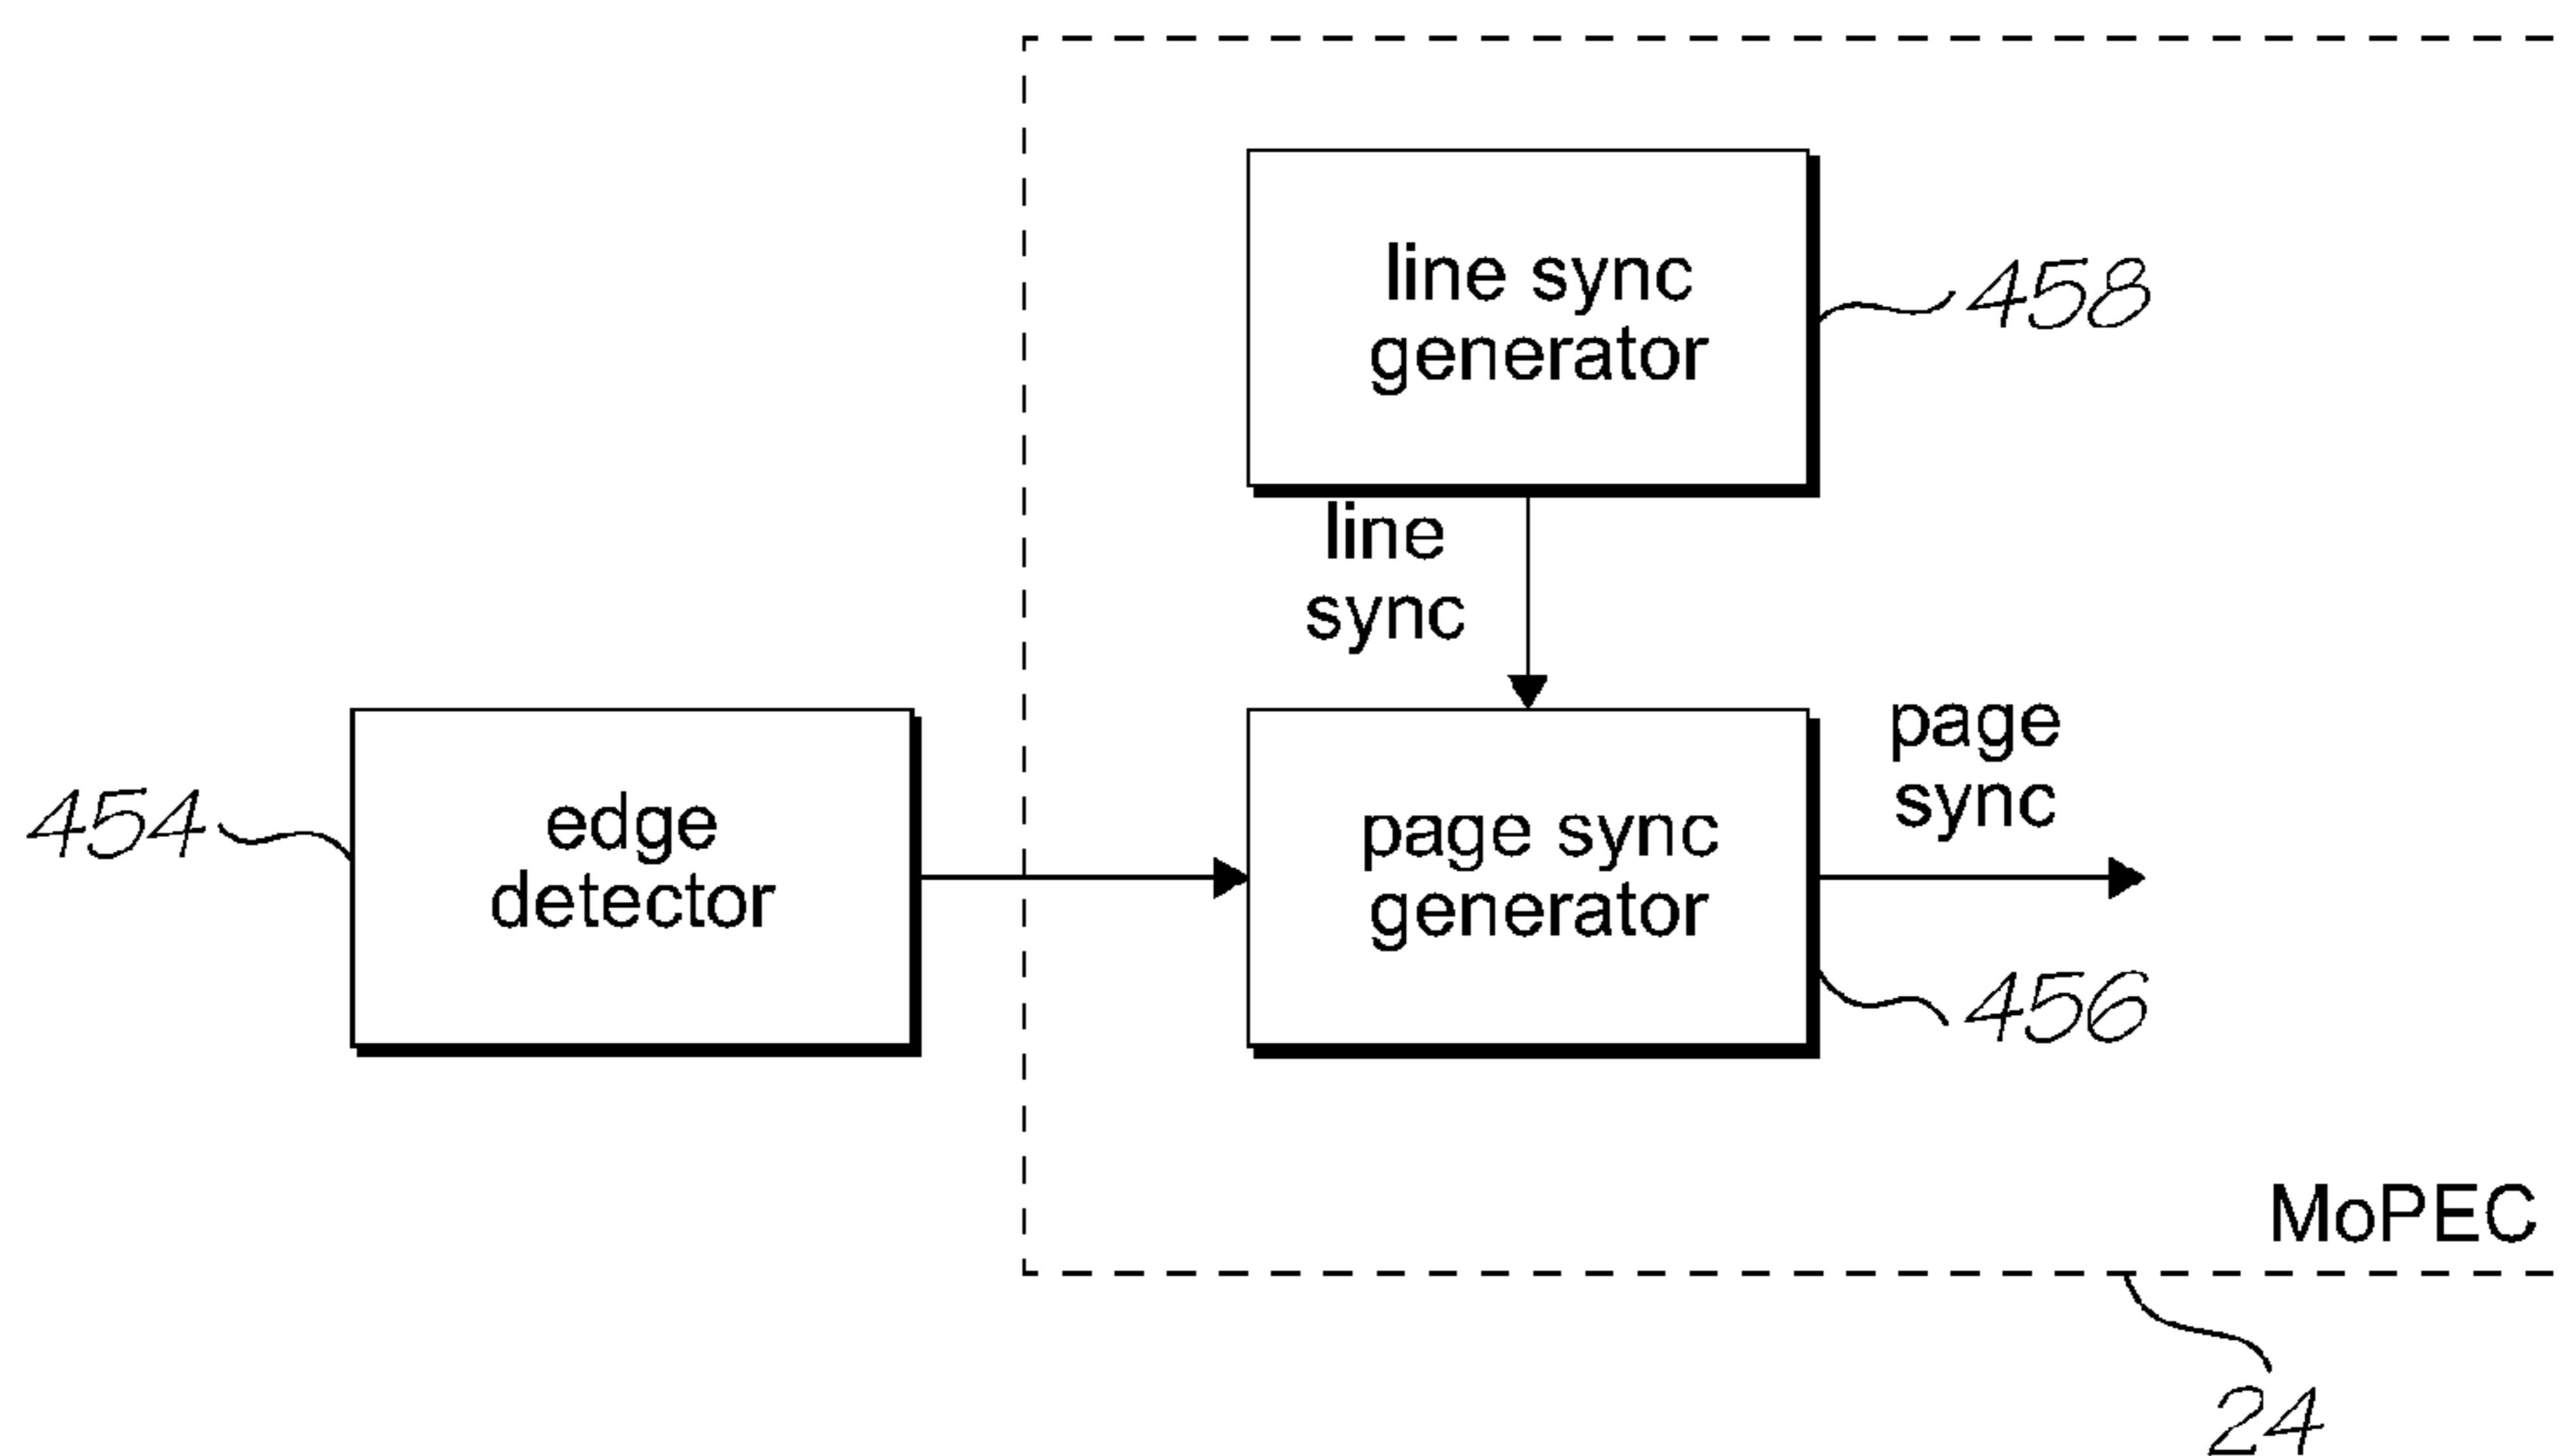 line sync
generator
458
line
sync
page
sync
454
edge
detector
page sync
generator
456
MoPEC
24